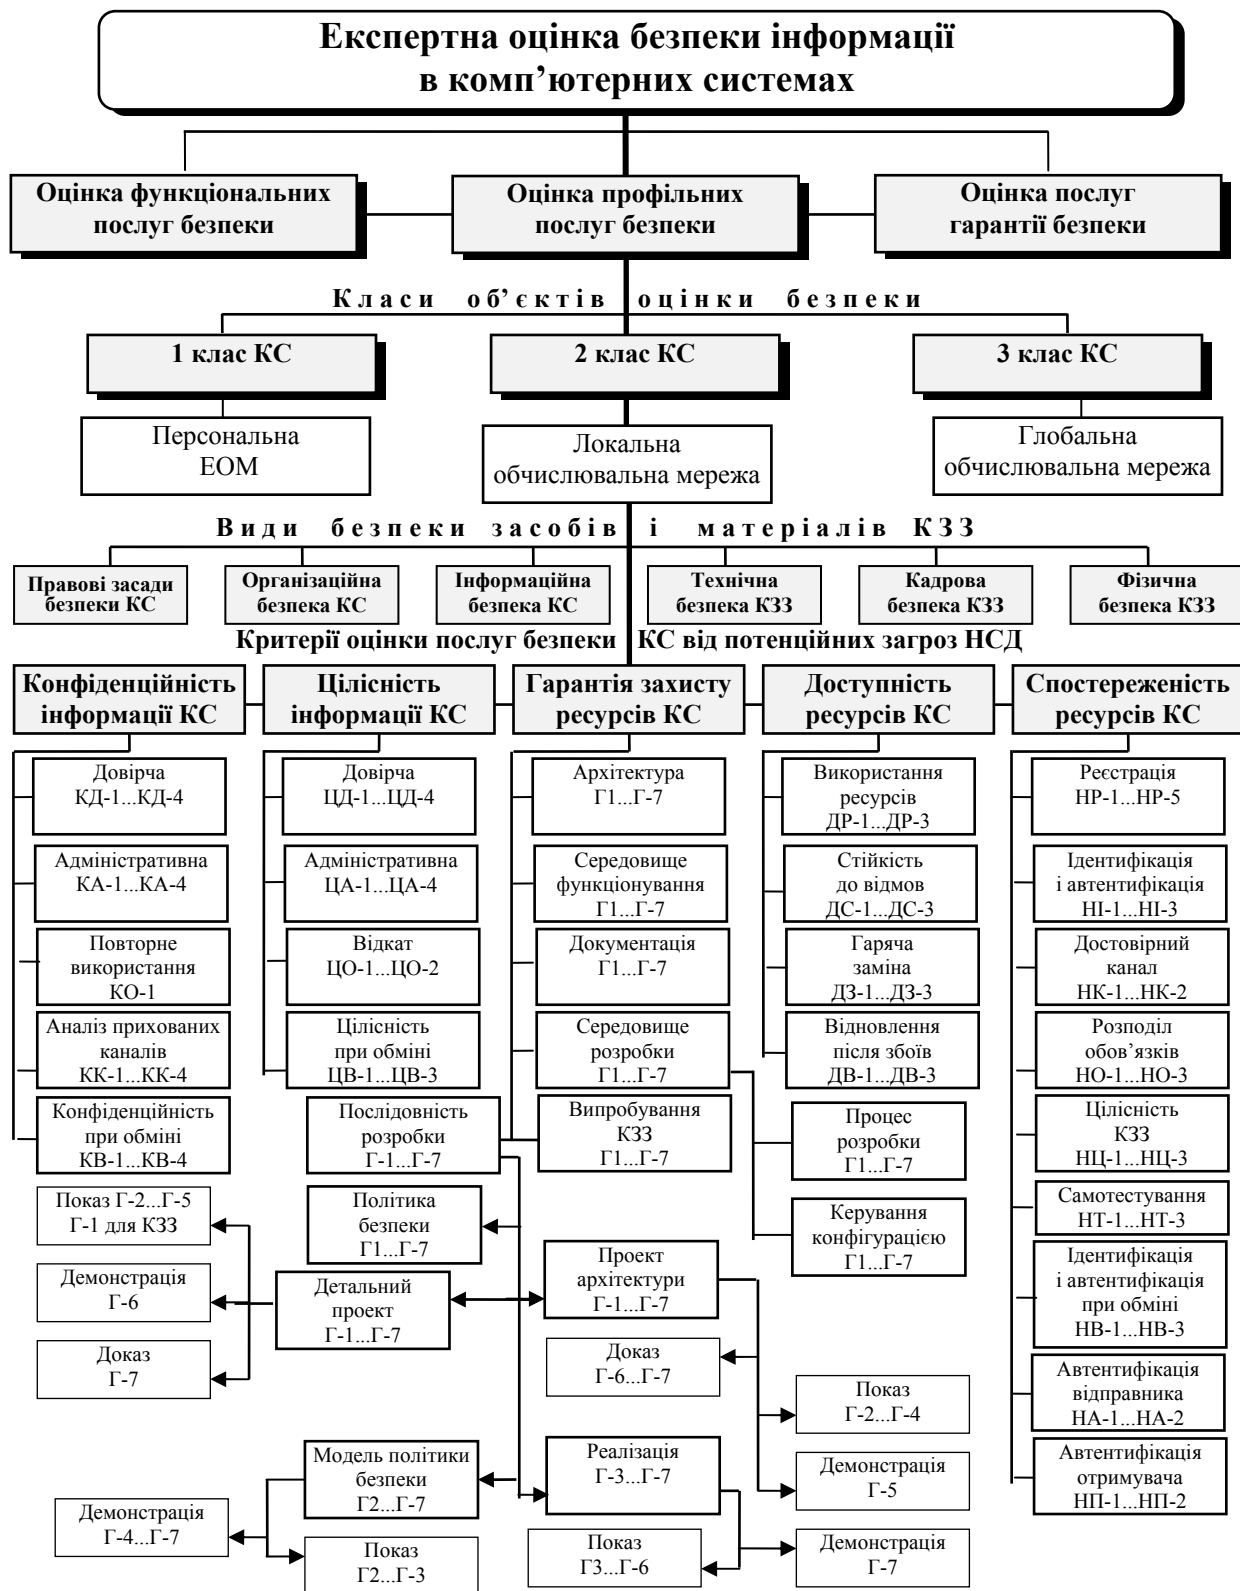 Експертна оцінка безпеки інформації
в комп’ютерних системах
Оцінка функціональних
послуг безпеки
Оцінка профільних
послуг безпеки
Оцінка послуг
гарантії безпеки
Класи об’єктів оцінки безпеки
1 клас КС
2 клас КС
3 клас КС
Персональна
ЕОМ
Локальна
обчислювальна мережа
Глобальна
обчислювальна мережа
Види безпеки засобів і матеріалів КЗЗ
Правові засади
безпеки КС
Організаційна
безпека КС
Інформаційна
безпека КС
Технічна
безпека КЗЗ
Кадрова
безпека КЗЗ
Фізична
безпека КЗЗ
Критерії оцінки послуг безпеки КС від потенційних загроз НСД
Конфіденційність
інформації КС
Цілісність
інформації КС
Гарантія захисту
ресурсів КС
Доступність
ресурсів КС
Спостереженість
ресурсів КС
Довірча
КД-1...КД-4
Довірча
ЦД-1...ЦД-4
Архітектура
Г1...Г-7
Використання
ресурсів
ДР-1...ДР-3
Реєстрація
НР-1...НР-5
Адміністративна
КА-1...КА-4
Адміністративна
ЦА-1...ЦА-4
Середовище
функціонування
Г1...Г-7
Стійкість
до відмов
ДС-1...ДС-3
Ідентифікація
і автентифікація
НІ-1...НІ-3
Повторне
використання
КО-1
Відкат
ЦО-1...ЦО-2
Документація
Г1...Г-7
Гаряча
заміна
ДЗ-1...ДЗ-3
Достовірний
канал
НК-1...НК-2
Аналіз прихованих
каналів
КК-1...КК-4
Цілісність
при обміні
ЦВ-1...ЦВ-3
Середовище
розробки
Г1...Г-7
Відновлення
після збоїв
ДВ-1...ДВ-3
Розподіл
обов’язків
НО-1...НО-3
Конфіденційність
при обміні
КВ-1...КВ-4
Послідовність
розробки
Г-1...Г-7
Випробування
КЗЗ
Г1...Г-7
Процес
розробки
Г1...Г-7
Цілісність
КЗЗ
НЦ-1...НЦ-3
Показ Г-2...Г-5
Г-1 для КЗЗ
Політика
безпеки
Г1...Г-7
Керування
конфігурацією
Г1...Г-7
Самотестування
НТ-1...НТ-3
Демонстрація
Г-6
Детальний
проект
Г-1...Г-7
Проект
архітектури
Г-1...Г-7
Ідентифікація
і автентифікація
при обміні
НВ-1...НВ-3
Доказ
Г-7
Доказ
Г-6...Г-7
Показ
Г-2...Г-4
Автентифікація
відправника
НА-1...НА-2
Модель політики
безпеки
Г2...Г-7
Реалізація
Г-3...Г-7
Демонстрація
Г-5
Автентифікація
отримувача
НП-1...НП-2
Демонстрація
Г-4...Г-7
Показ
Г2...Г-3
Показ
Г3...Г-6
Демонстрація
Г-7